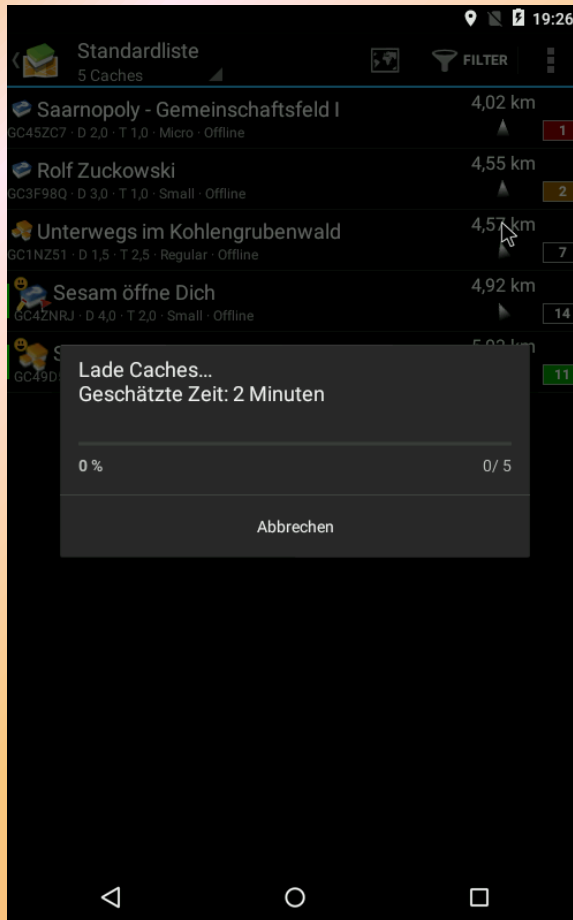 19:26
Standardliste
5 Caches
FILTER
Saarnopoly - Gemeinschaftsfeld I
4,02 km
GC45ZC7 · D 2,0 · T 1,0 · Micro · Offline
1
Rolf Zuckowski
4,55 km
GC3F98Q · D 3,0 · T 1,0 · Small · Offline
2
Unterwegs im Kohlengrubenwald
4,57 km
GC1NZ51 · D 1,5 · T 2,5 · Regular · Offline
7
Sesam öffne Dich
4,92 km
GC4ZNRJ · D 4,0 · T 2,0 · Small · Offline
14
11
Lade Caches...
Geschätzte Zeit: 2 Minuten
0 %
0/ 5
Abbrechen